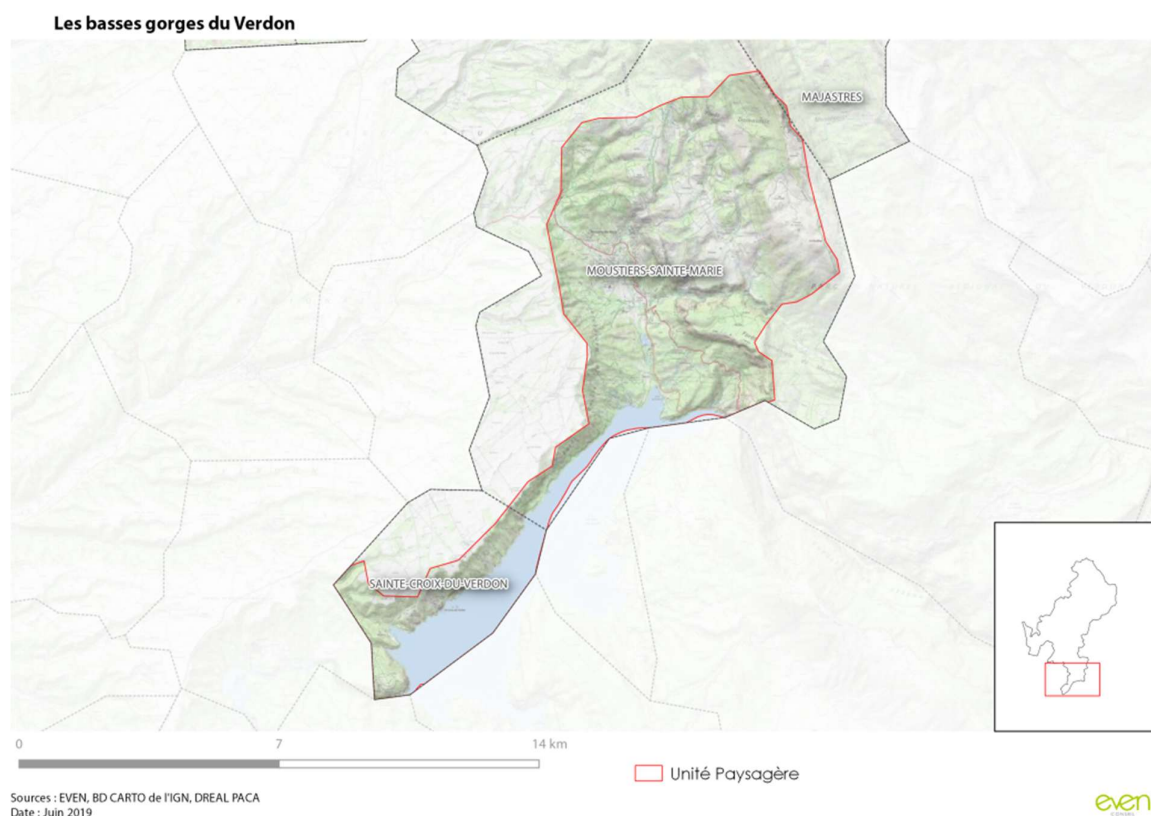 Les basses gorges du Verdon
MAJASTRES
MOUSTIERS-SAINTE-MARIE
SAINTE-CROIX-DU-VERDON
0 7 14 km
Unité Paysagère
Sources : EVEN, BD CARTO de l'IGN, DREAL PACA
Date : Juin 2019
even